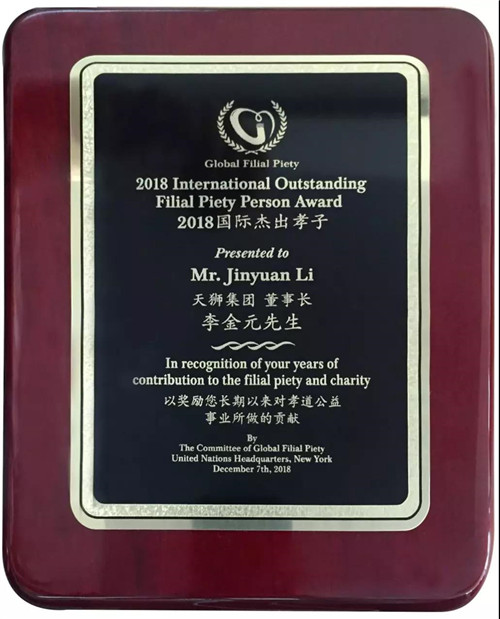 Global Filial Piety
2018 International Outstanding
Filial Piety Person Award
2018国际杰出孝子
Presented to
Mr. Jinyuan Li
天狮集团 董事长
李金元先生
In recognition of your years of
contribution to the filial piety and charity
以奖励您长期以来对孝道公益
事业所做的贡献
By
The Committee of Global Filial Piety
United Nations Headquarters, New York
December 7th, 2018